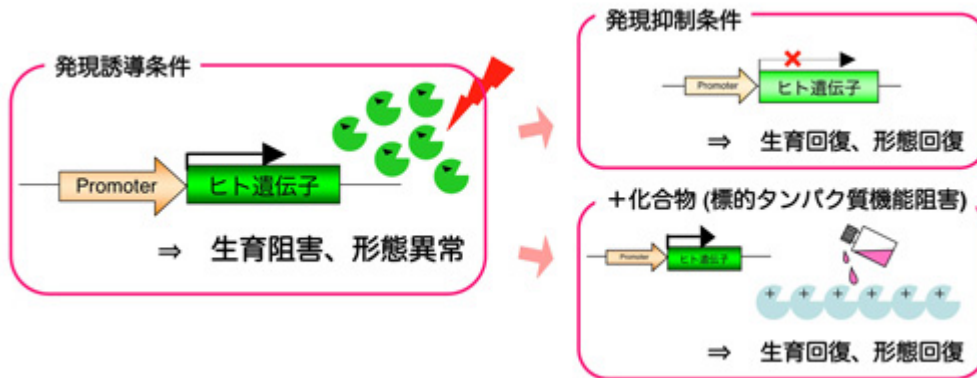 発現誘導条件
Promoter
ヒト遺伝子
⇒ 生育阻害、形態異常
発現抑制条件
Promoter
ヒト遺伝子
⇒ 生育回復、形態回復
+化合物 (標的タンパク質機能阻害)
Promoter
ヒト遺伝子
+ + + + + +
⇒ 生育回復、形態回復